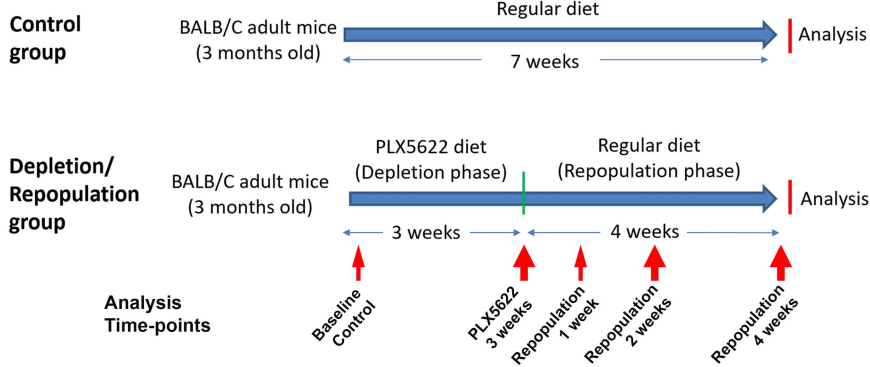 Control
group
BALB/C adult mice
(3 months old)
Regular diet
7 weeks
Analysis
Depletion/
Repopulation
group
BALB/C adult mice
(3 months old)
PLX5622 diet
(Depletion phase)
Regular diet
(Repopulation phase)
Analysis
3 weeks
4 weeks
Analysis
Time-points
Baseline
Control
PLX5622
3 weeks
Repopulation
1 week
Repopulation
2 weeks
Repopulation
4 weeks